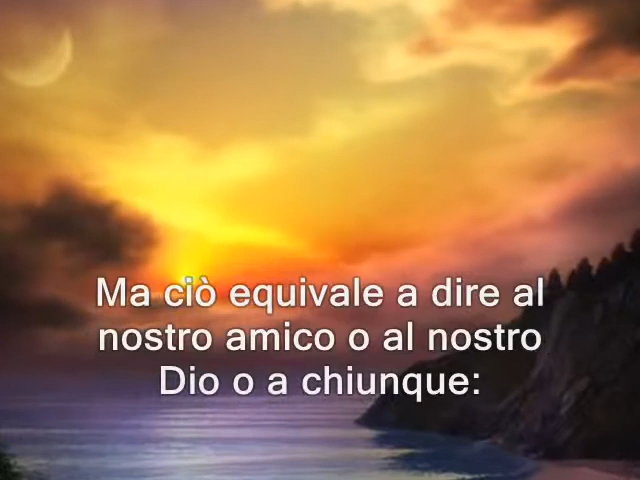 Ma ciò equivale a dire al
nostro amico o al nostro
Dio o a chiunque: